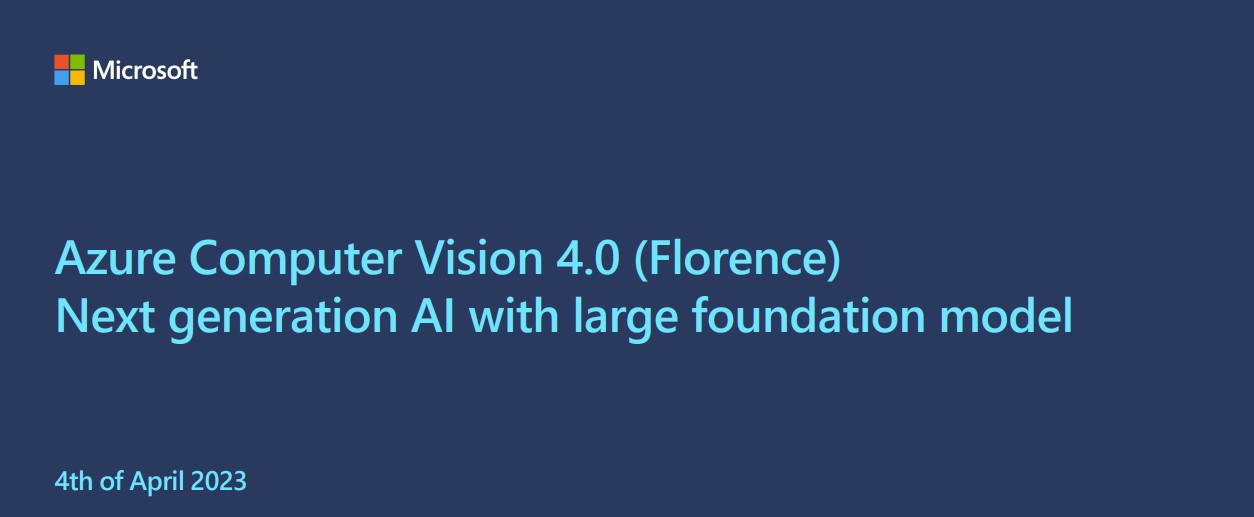 Microsoft
Azure Computer Vision 4.0 (Florence)
Next generation AI with large foundation model
4th of April 2023